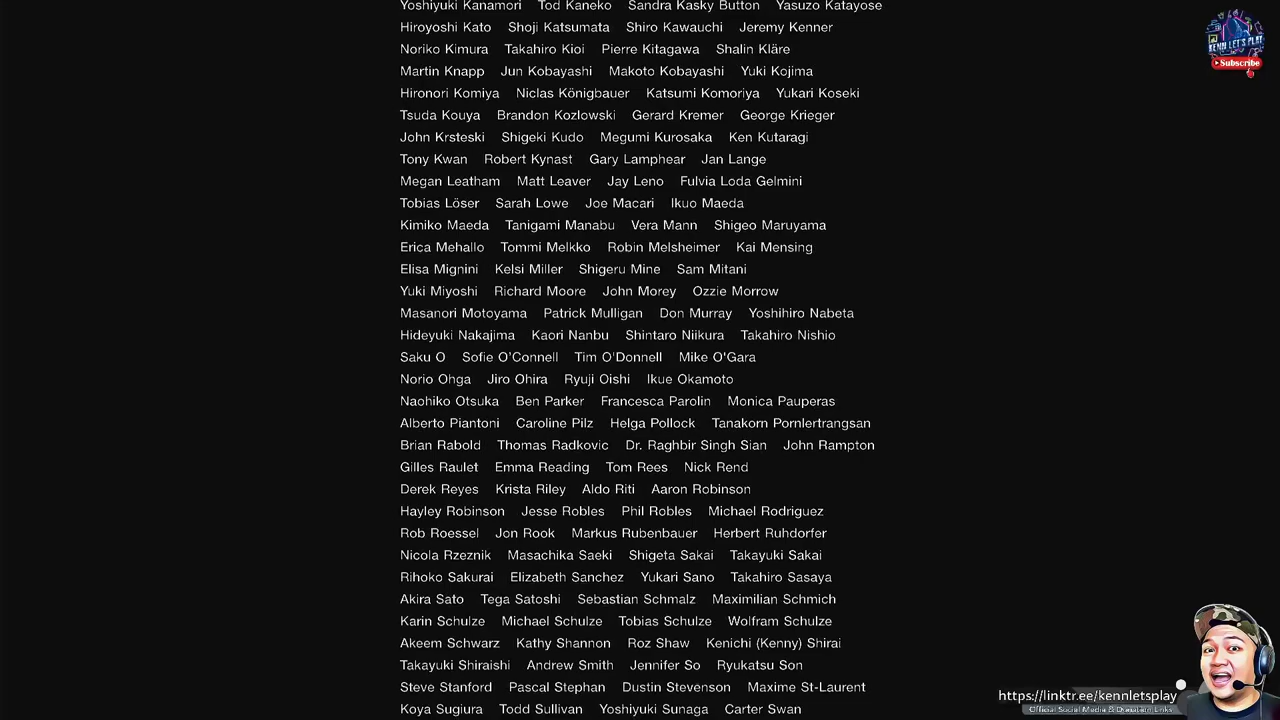 Yoshiyuki Kanamori Tod Kaneko Sandra Kasky Button Yasuzo Katayose
Hiroyoshi Kato Shoji Katsumata Shiro Kawauchi Jeremy Kenner
Noriko Kimura Takahiro Kioi Pierre Kitagawa Shalin Kläre
Martin Knapp Jun Kobayashi Makoto Kobayashi Yuki Kojima
Hironori Komiya Niclas Königbauer Katsumi Komoriya Yukari Koseki
Tsuda Kouya Brandon Kozlowski Gerard Kremer George Krieger
John Krsteski Shigeki Kudo Megumi Kurosaka Ken Kutaragi
Tony Kwan Robert Kynast Gary Lamphear Jan Lange
Megan Leatham Matt Leaver Jay Leno Fulvia Loda Gelmini
Tobias Löser Sarah Lowe Joe Macari Ikuo Maeda
Kimiko Maeda Tanigami Manabu Vera Mann Shigeo Maruyama
Erica Mehallo Tommi Melkko Robin Melsheimer Kai Mensing
Elisa Mignini Kelsi Miller Shigeru Mine Sam Mitani
Yuki Miyoshi Richard Moore John Morey Ozzie Morrow
Masanori Motoyama Patrick Mulligan Don Murray Yoshihiro Nabeta
Hideyuki Nakajima Kaori Nanbu Shintaro Niikura Takahiro Nishio
Saku O Sofie O'Connell Tim O'Donnell Mike O'Gara
Norio Ohga Jiro Ohira Ryuji Oishi Ikue Okamoto
Naohiko Otsuka Ben Parker Francesca Parolin Monica Pauperas
Alberto Piantoni Caroline Pilz Helga Pollock Tanakorn Pornlertrangsan
Brian Rabold Thomas Radkovic Dr. Raghbir Singh Sian John Rampton
Gilles Raulet Emma Reading Tom Rees Nick Rend
Derek Reyes Krista Riley Aldo Riti Aaron Robinson
Hayley Robinson Jesse Robles Phil Robles Michael Rodriguez
Rob Roessel Jon Rook Markus Rubenbauer Herbert Ruhdorfer
Nicola Rzeznik Masachika Saeki Shigeta Sakai Takayuki Sakai
Rihoko Sakurai Elizabeth Sanchez Yukari Sano Takahiro Sasaya
Akira Sato Tega Satoshi Sebastian Schmalz Maximilian Schmich
Karin Schulze Michael Schulze Tobias Schulze Wolfram Schulze
Akeem Schwarz Kathy Shannon Roz Shaw Kenichi (Kenny) Shirai
Takayuki Shiraishi Andrew Smith Jennifer So Ryukatsu Son
Steve Stanford Pascal Stephan Dustin Stevenson Maxime St-Laurent
Koya Sugiura Todd Sullivan Yoshiyuki Sunaga Carter Swan
KENN LET'S PLAY
Subscribe
https://linktr.ee/kennletsplay
Official Social Media & Donation Links